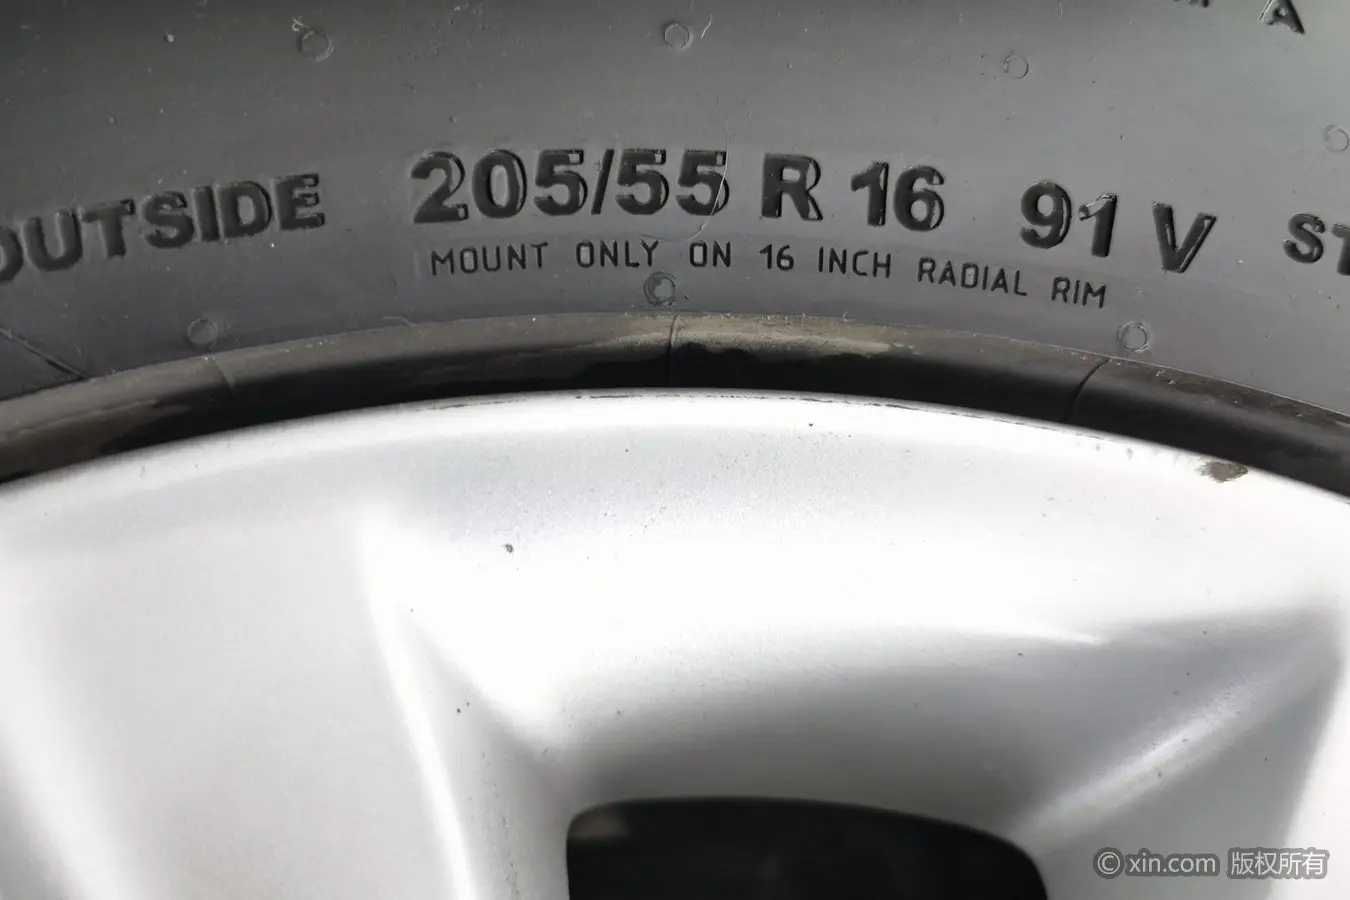 OUTSIDE 205/55 R 16 91 V
MOUNT ONLY ON 16 INCH RADIAL RIM
© xin.com 版权所有